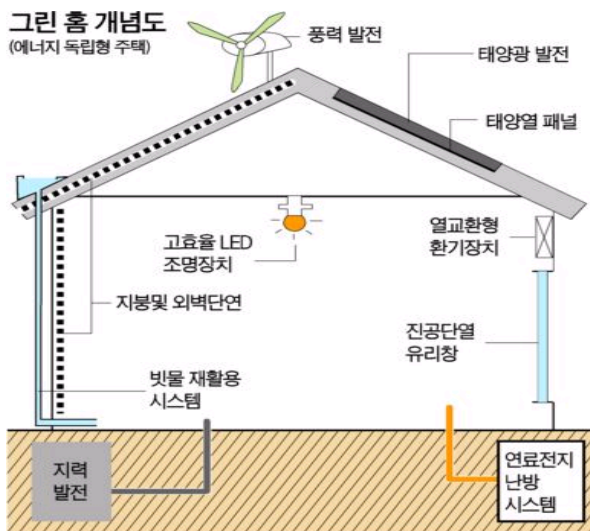 그린 홈 개념도
(에너지 독립형 주택)
풍력 발전
태양광 발전
태양열 패널
고효율 LED
조명장치
열교환형
환기장치
지붕및 외벽단연
진공단열
유리창
빗물 재활용
시스템
지력
발전
연료전지
난방
시스템